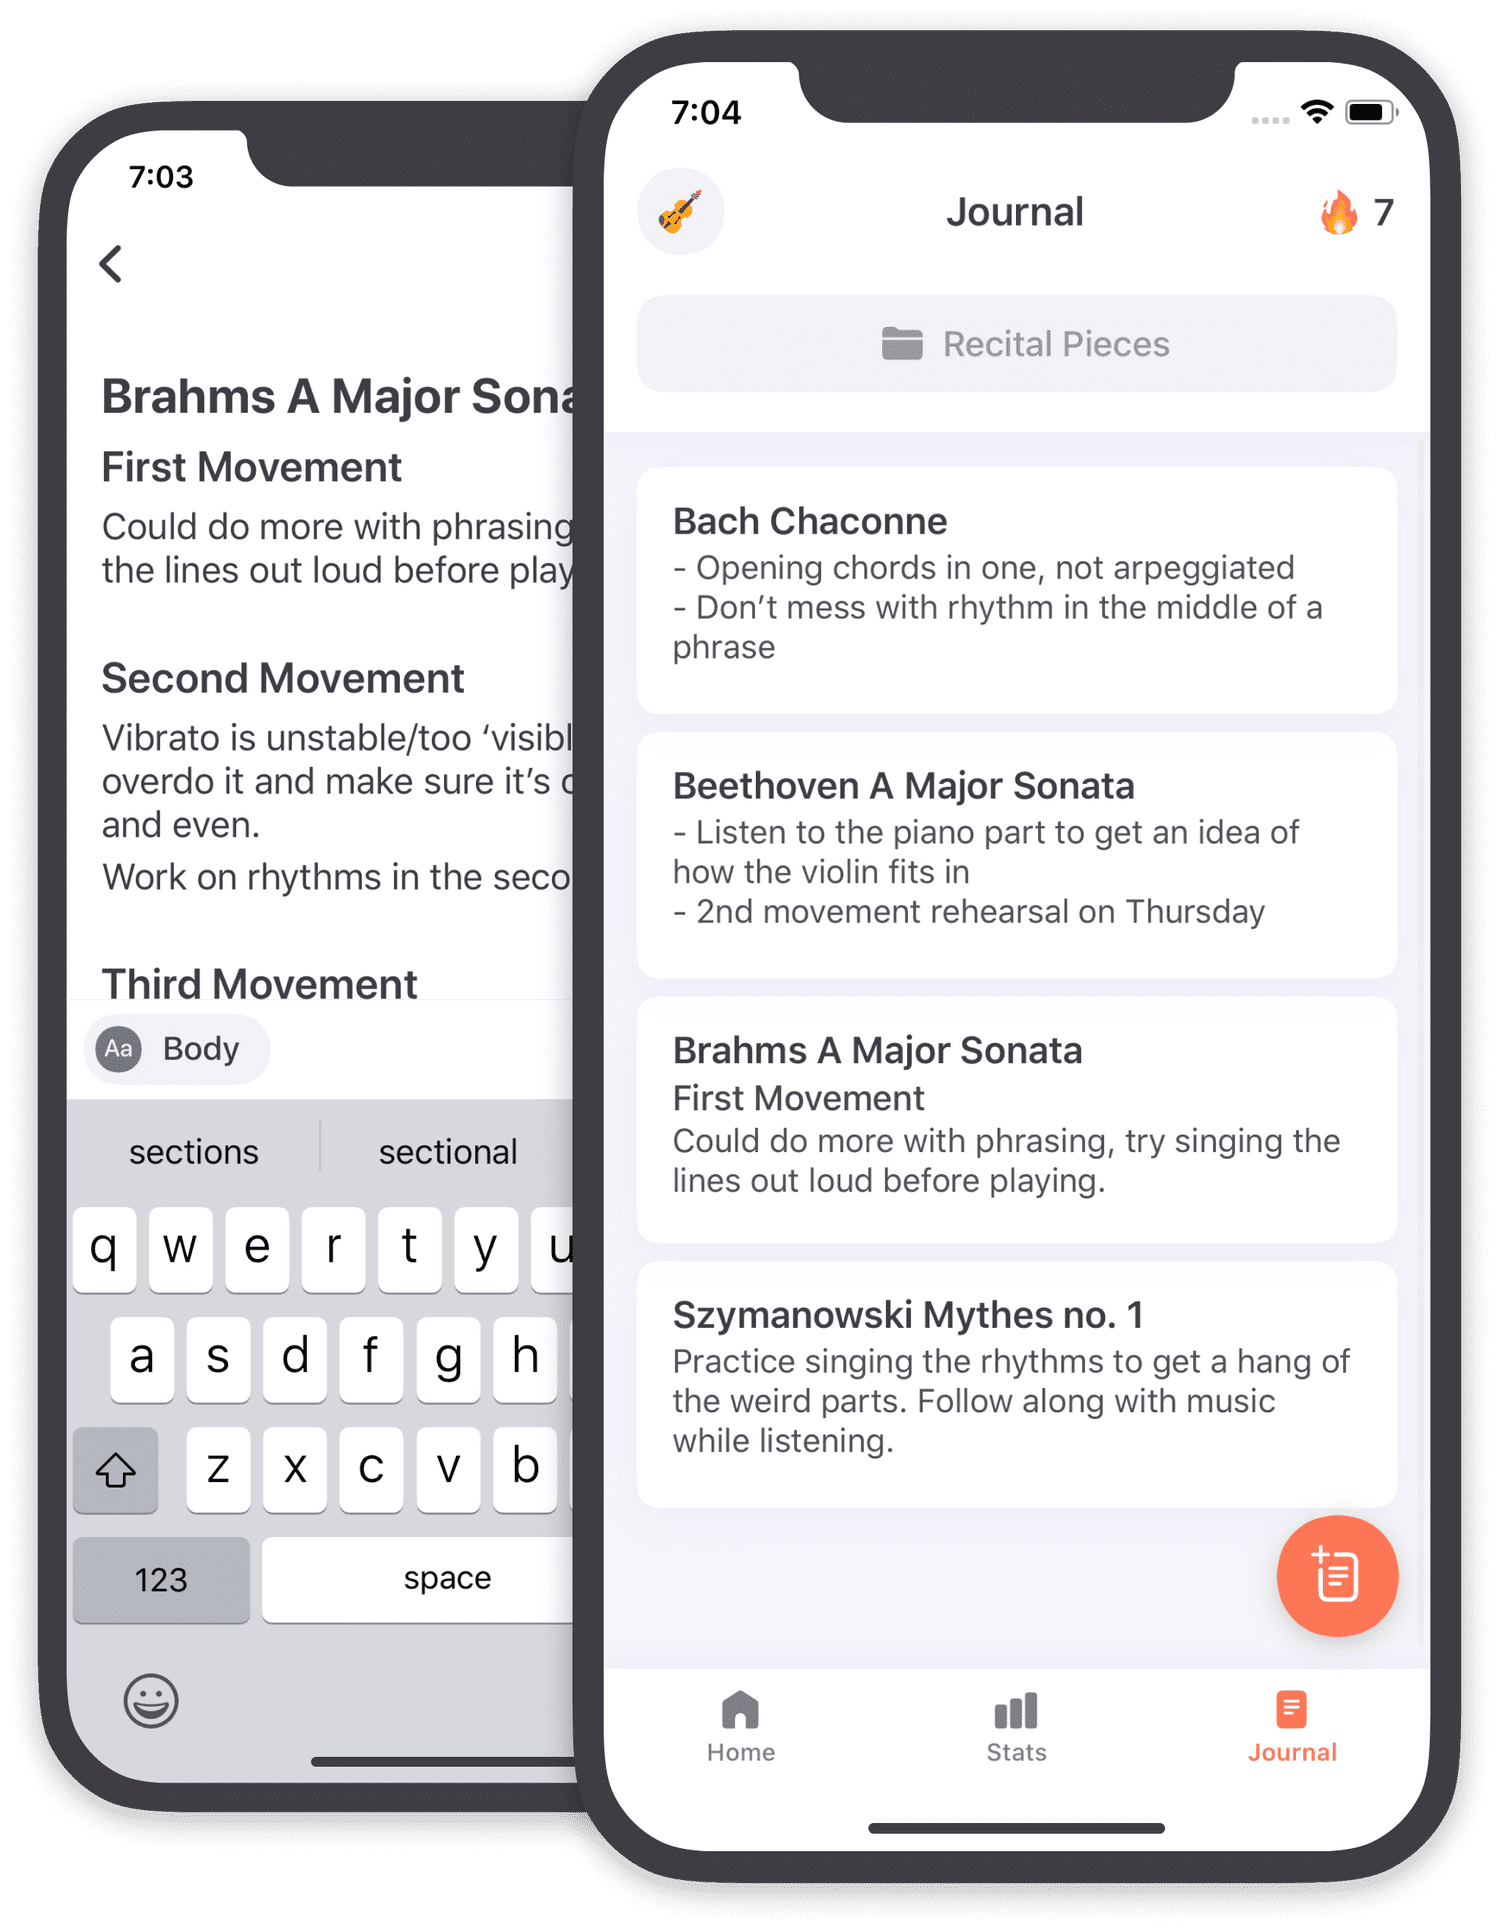 7:03
Brahms A Major Sona
First Movement
Could do more with phrasing
the lines out loud before play
Second Movement
Vibrato is unstable/too ‘visibl
overdo it and make sure it’s
and even.
Work on rhythms in the seco
Third Movement
Aa Body
sections sectional
q w e r t y u
a s d f g h
z x c v b
123 space
7:04
Journal 7
Recital Pieces
Bach Chaconne
- Opening chords in one, not arpeggiated
- Don’t mess with rhythm in the middle of a
phrase
Beethoven A Major Sonata
- Listen to the piano part to get an idea of
how the violin fits in
- 2nd movement rehearsal on Thursday
Brahms A Major Sonata
First Movement
Could do more with phrasing, try singing the
lines out loud before playing.
Szymanowski Mythes no. 1
Practice singing the rhythms to get a hang of
the weird parts. Follow along with music
while listening.
Home Stats Journal